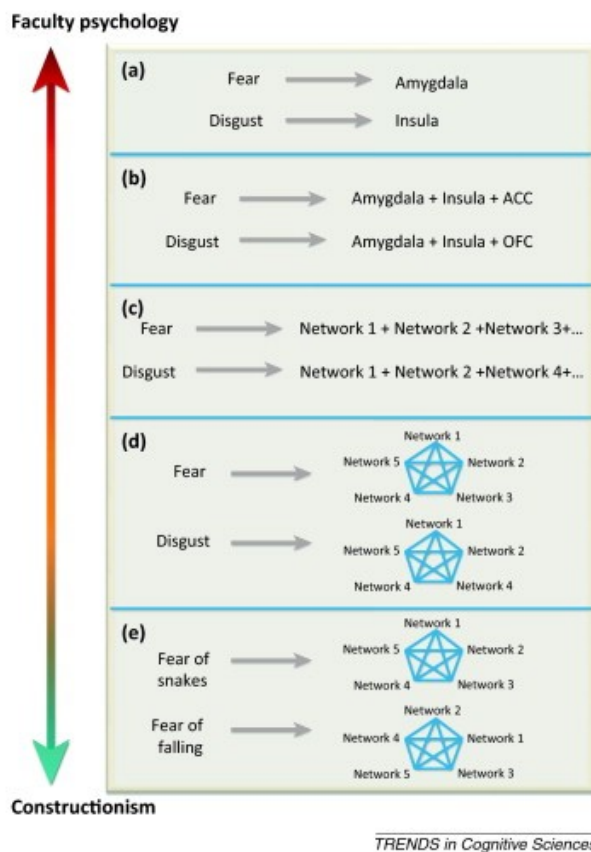 Faculty psychology
(a)
Fear Amygdala
Disgust Insula
(b)
Fear Amygdala + Insula + ACC
Disgust Amygdala + Insula + OFC
(c)
Fear Network 1 + Network 2 +Network 3+...
Disgust Network 1 + Network 2 +Network 4+...
(d)
Network 1
Fear Network 5 Network 2
Network 4 Network 3
Network 1
Disgust Network 5 Network 2
Network 4 Network 4
(e)
Network 1
Fear of Network 5 Network 2
snakes Network 4 Network 3
Network 2
Fear of Network 4 Network 1
falling Network 5 Network 3
Constructionism
TRENDS in Cognitive Sciences